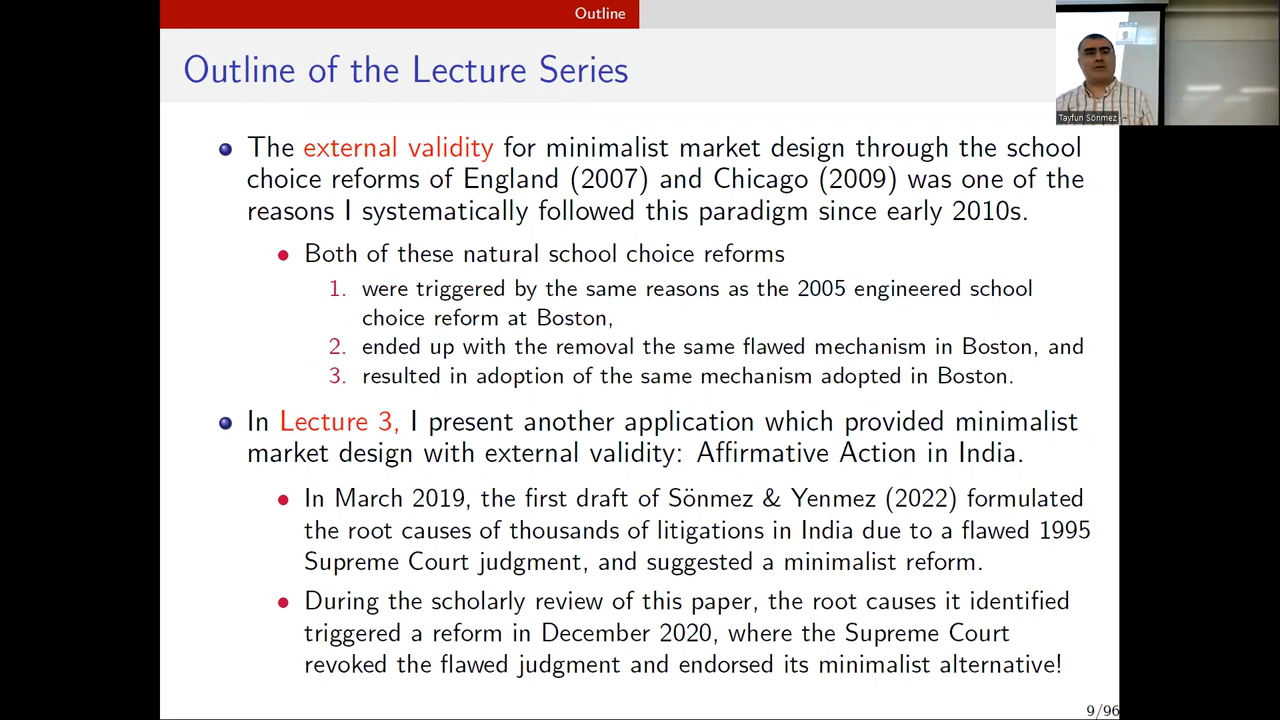 Outline
Outline of the Lecture Series
Tayfun Sönmez
The external validity for minimalist market design through the school
choice reforms of England (2007) and Chicago (2009) was one of the
reasons I systematically followed this paradigm since early 2010s.
Both of these natural school choice reforms
1. were triggered by the same reasons as the 2005 engineered school
choice reform at Boston,
2. ended up with the removal the same flawed mechanism in Boston, and
3. resulted in adoption of the same mechanism adopted in Boston.
In Lecture 3, I present another application which provided minimalist
market design with external validity: Affirmative Action in India.
In March 2019, the first draft of Sönmez & Yenmez (2022) formulated
the root causes of thousands of litigations in India due to a flawed 1995
Supreme Court judgment, and suggested a minimalist reform.
During the scholarly review of this paper, the root causes it identified
triggered a reform in December 2020, where the Supreme Court
revoked the flawed judgment and endorsed its minimalist alternative!
9/96